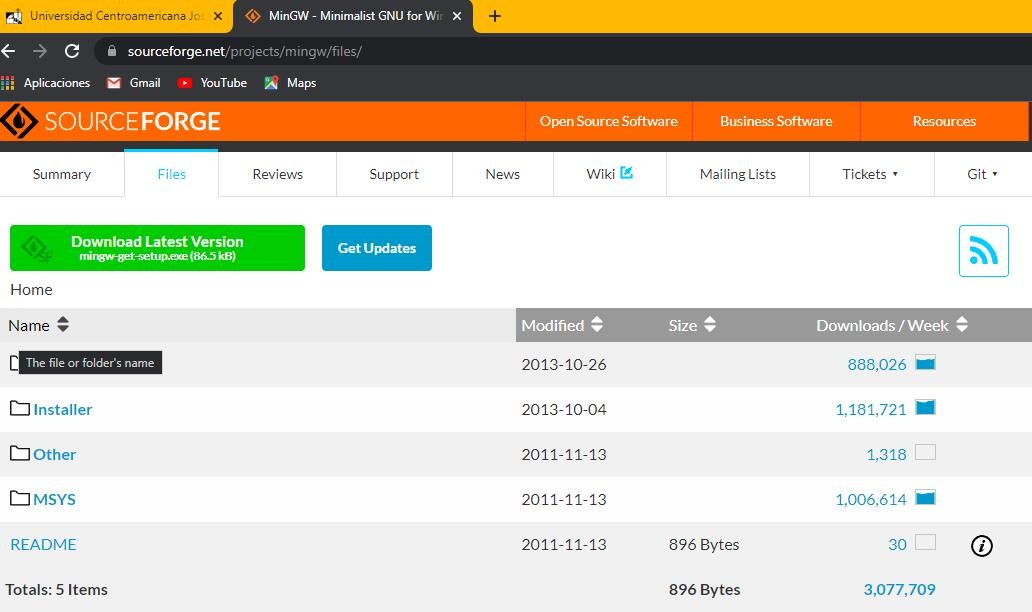 Universidad Centroamericana Jos
MinGW - Minimalist GNU for Win
sourceforge.net/projects/mingw/files/
Aplicaciones Gmail YouTube Maps
SOURCEFORGE Open Source Software Business Software Resources
Summary Files Reviews Support News Wiki Mailing Lists Tickets Git
Download Latest Version
mingw-get-setup.exe (86.5 kB)
Get Updates
Home
Name Modified Size Downloads / Week
The file or folder's name 2013-10-26 888,026
Installer 2013-10-04 1,181,721
Other 2011-11-13 1,318
MSYS 2011-11-13 1,006,614
README 2011-11-13 896 Bytes 30
Totals: 5 Items 896 Bytes 3,077,709